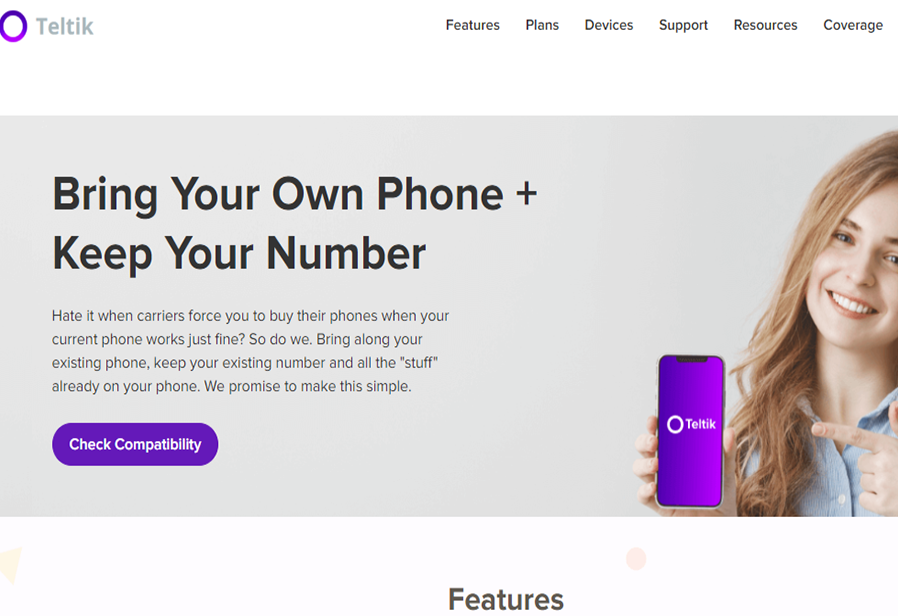 Teltik
Features Plans Devices Support Resources Coverage
Bring Your Own Phone +
Keep Your Number
Hate it when carriers force you to buy their phones when your
current phone works just fine? So do we. Bring along your
existing phone, keep your existing number and all the "stuff"
already on your phone. We promise to make this simple.
Check Compatibility
Teltik
Features